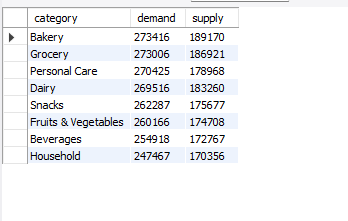 category demand supply
Bakery 273416 189170
Grocery 273006 186921
Personal Care 270425 178968
Dairy 269516 183260
Snacks 262287 175677
Fruits & Vegetables 260166 174708
Beverages 254918 172767
Household 247467 170356